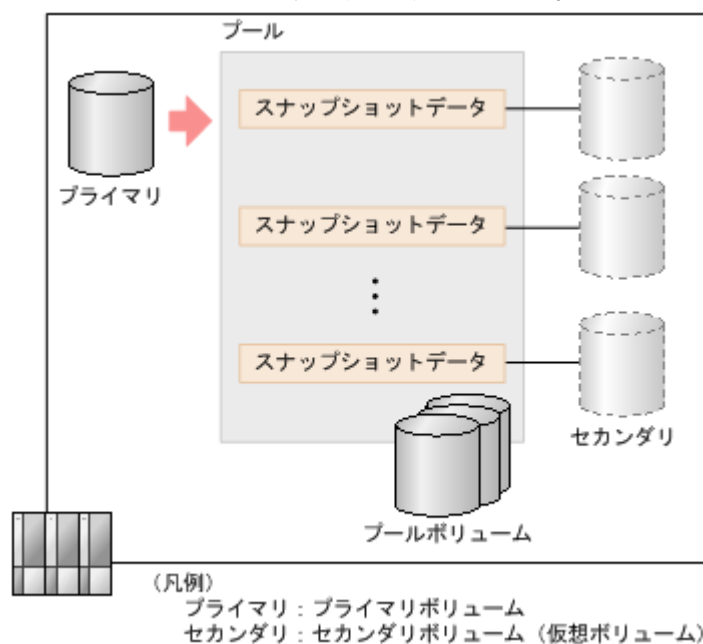 プール
プライマリ
スナップショットデータ
スナップショットデータ
スナップショットデータ
セカンダリ
プールボリューム
（凡例）
プライマリ：プライマリボリューム
セカンダリ：セカンダリボリューム（仮想ボリューム）